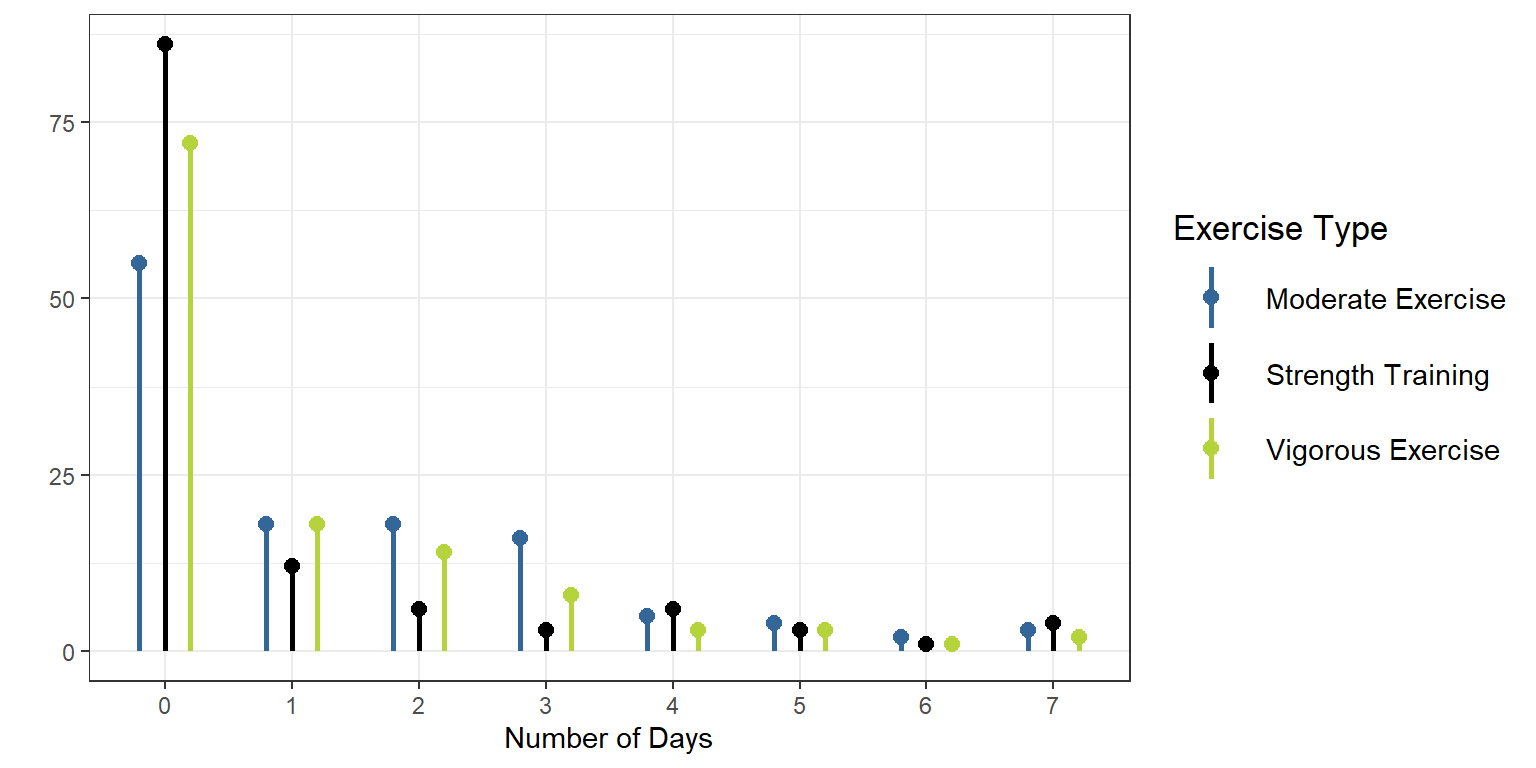 75
50
25
0
0 1 2 3 4 5 6 7
Number of Days
Exercise Type
Moderate Exercise
Strength Training
Vigorous Exercise